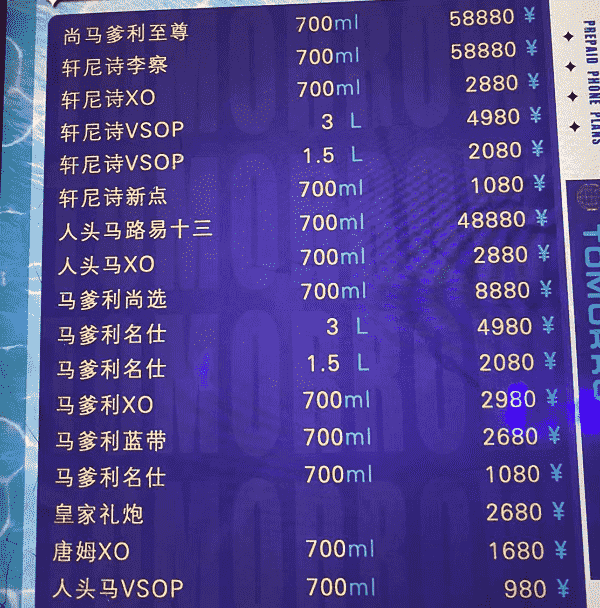 尚马爹利至尊 700ml 58880 ¥
轩尼诗李察 700ml 58880 ¥
轩尼诗XO 700ml 2880 ¥
轩尼诗VSOP 3 L 4980 ¥
轩尼诗VSOP 1.5 L 2080 ¥
轩尼诗新点 700ml 1080 ¥
人头马路易十三 700ml 48880 ¥
人头马XO 700ml 2880 ¥
马爹利尚选 700ml 8880 ¥
马爹利名仕 3 L 4980 ¥
马爹利名仕 1.5 L 2080 ¥
马爹利XO 700ml 2980 ¥
马爹利蓝带 700ml 2680 ¥
马爹利名仕 700ml 1080 ¥
皇家礼炮 2680 ¥
唐姆XO 700ml 1680 ¥
人头马VSOP 700ml 980 ¥
PREPAID PHONE PLANS